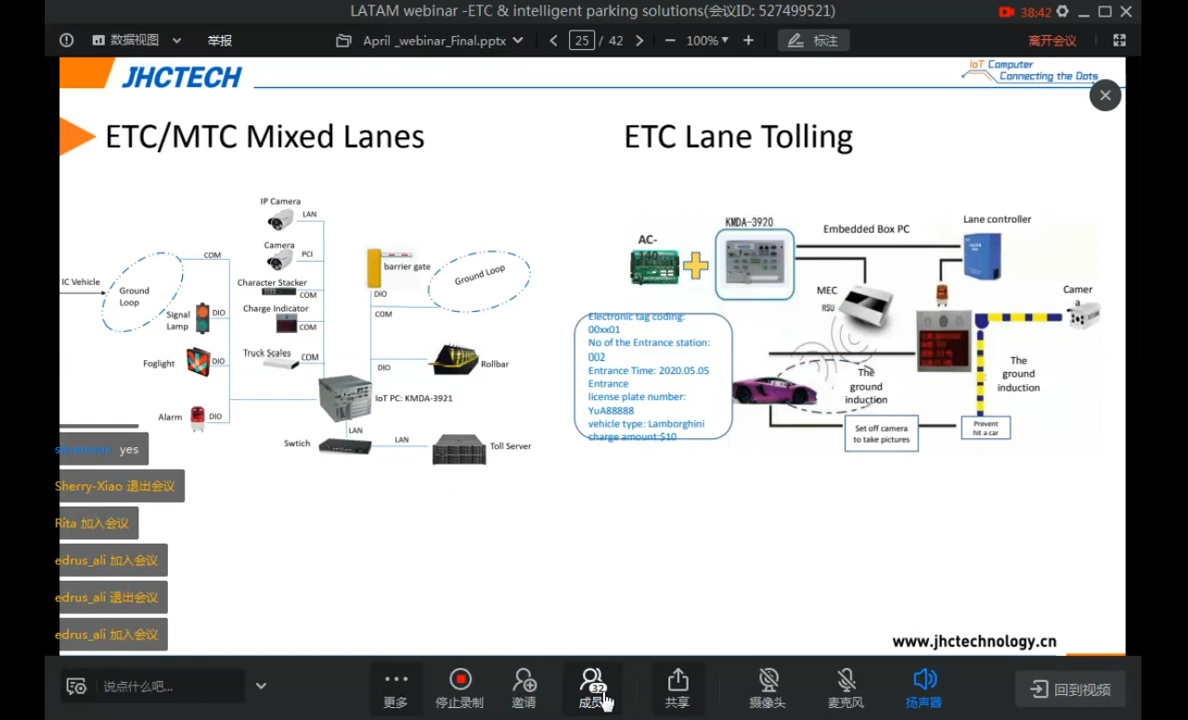 LATAM webinar -ETC & intelligent parking solutions(会议ID: 527499521)
38:42
数据视图
举报
April _webinar_Final.pptx
25 / 42
100%
标注
离开会议
JHCTECH
IoT Computer
Connecting the Dots
ETC/MTC Mixed Lanes
IP Camera
LAN
Camera
PCI
COM
IC Vehicle
Ground
Loop
Character Stacker
COM
Signal
Lamp
DIO
Charge Indicator
COM
Foglight
DIO
Truck Scales
COM
Alarm
DIO
barrier gate
DIO
COM
Ground Loop
DIO
Rollbar
IoT PC: KMDA-3921
LAN
Swtich
LAN
Toll Server
ETC Lane Tolling
AC-
KMDA-3920
Embedded Box PC
Lane controller
MEC
RSU
Camer
a
Electronic tag coding:
00xx01
No of the Entrance station:
002
Entrance Time: 2020.05.05
Entrance
license plate number:
YuA88888
vehicle type: Lamborghini
charge amount:$10
The
ground
induction
The
ground
induction
Set off camera
to take pictures
Prevent
hit a car
yes
Sherry-Xiao 退出会议
Rita 加入会议
edrus_ali 加入会议
edrus_ali 退出会议
edrus_ali 加入会议
www.jhctechnology.cn
说点什么吧...
更多
停止录制
邀请
32
成员
共享
摄像头
麦克风
扬声器
回到视频